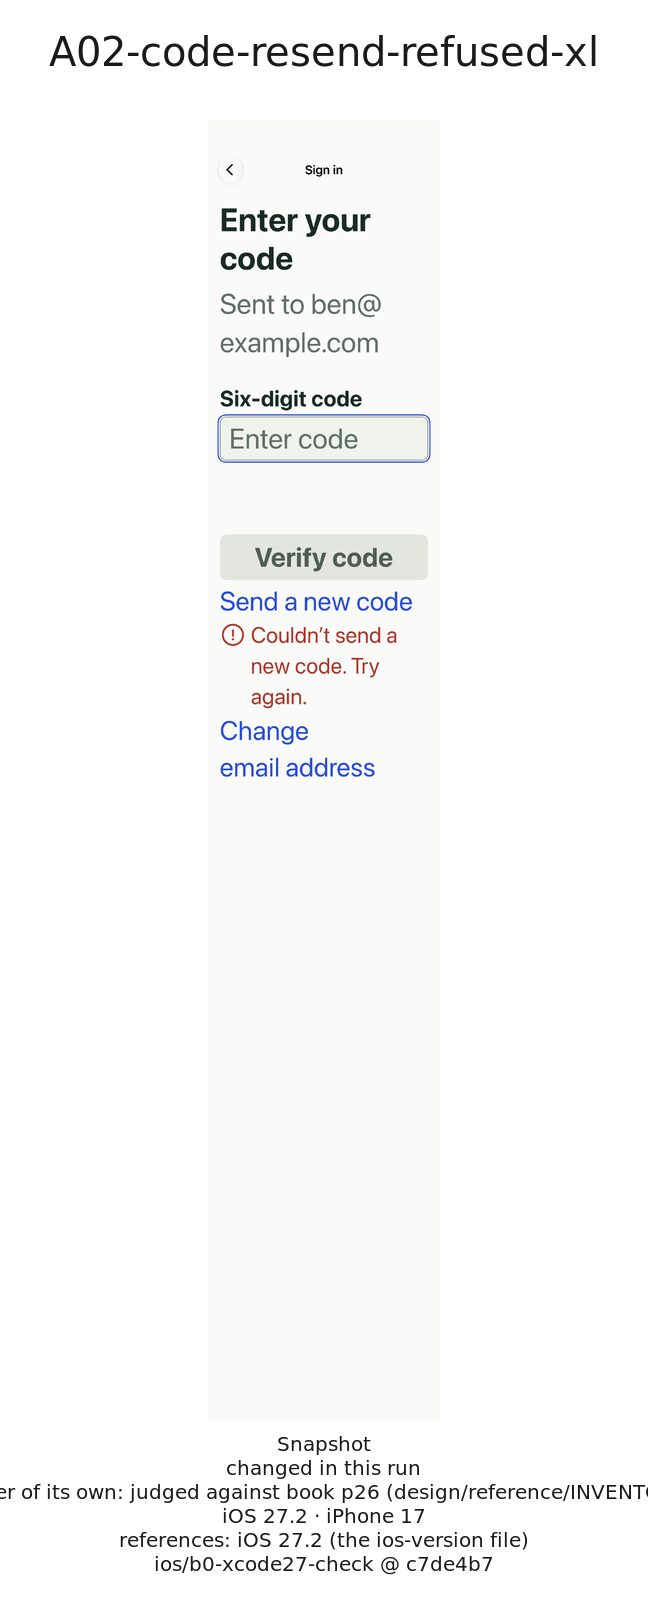 A02-code-resend-refused-xl
Sign in
Enter your
code
Sent to ben@
example.com
Six-digit code
Enter code
Verify code
Send a new code
Couldn’t send a
new code. Try
again.
Change
email address
Snapshot
changed in this run
of its own: judged against book p26 (design/reference/
iOS 27.2 · iPhone 17
references: iOS 27.2 (the ios-version file)
ios/b0-xcode27-check @ c7de4b7